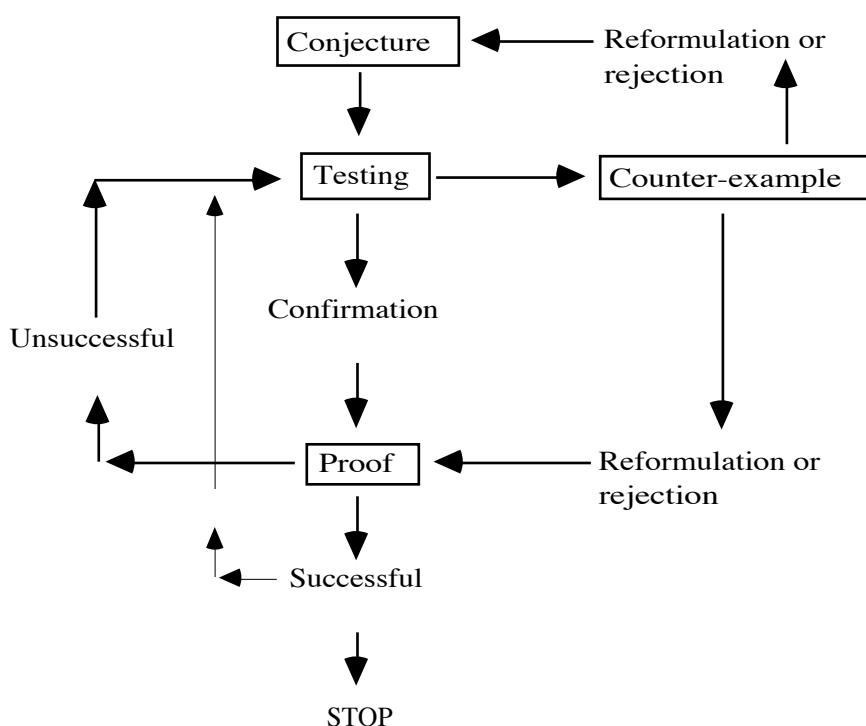 Conjecture
Reformulation or
rejection
Testing
Counter-example
Confirmation
Unsuccessful
Proof
Reformulation or
rejection
Successful
STOP